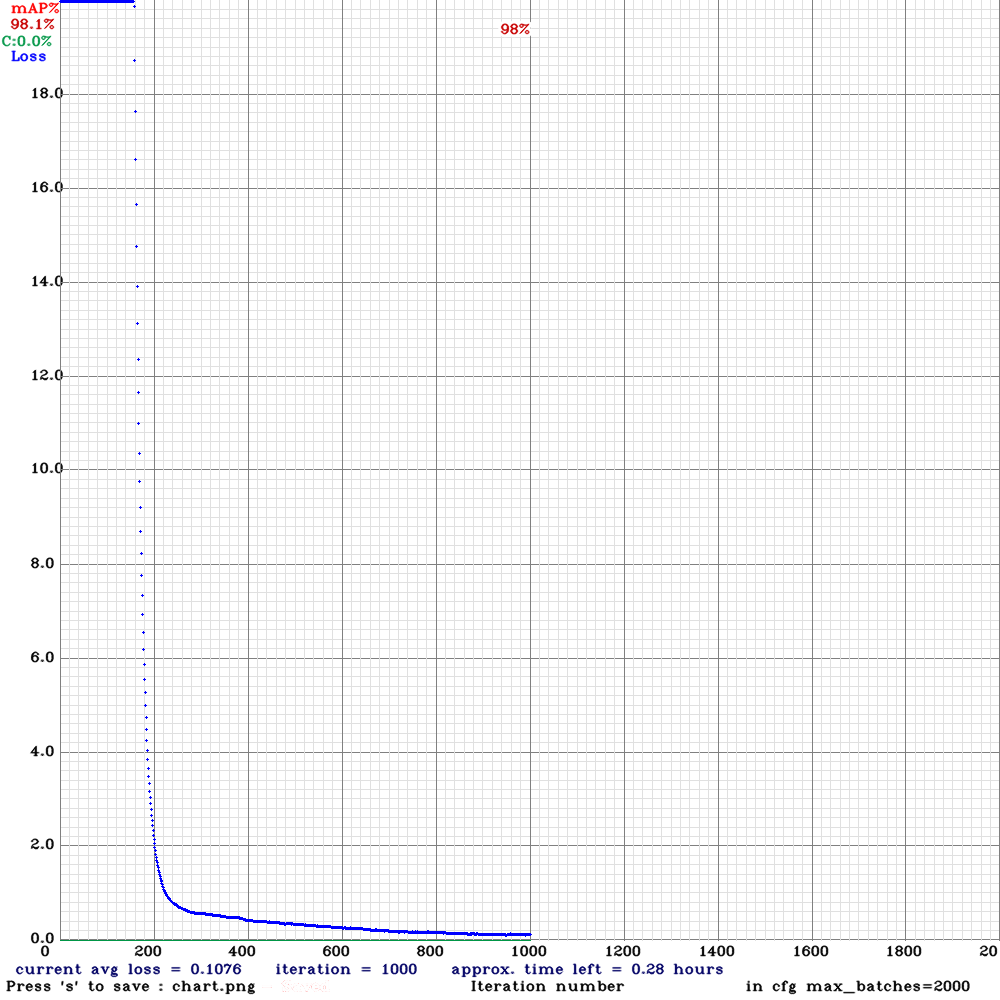 mAP%
98.1%
98%
C:0.0%
Loss
18.0
16.0
14.0
12.0
10.0
8.0
6.0
4.0
2.0
0.0
0 200 400 600 800 1000 1200 1400 1600 1800 20
current avg loss = 0.1076 iteration = 1000 approx. time left = 0.28 hours
Press 's' to save : chart.png Iteration number in cfg max_batches=2000